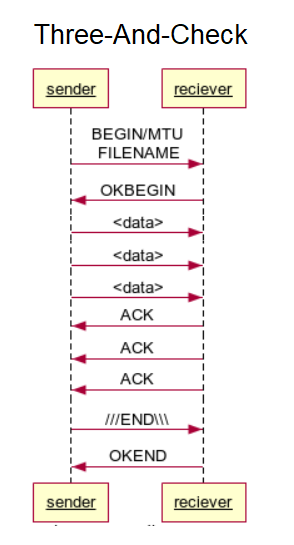 Three-And-Check
sender reciever
BEGIN/MTU
FILENAME
OKBEGIN
<data>
<data>
<data>
ACK
ACK
ACK
///END\\\
OKEND
sender reciever